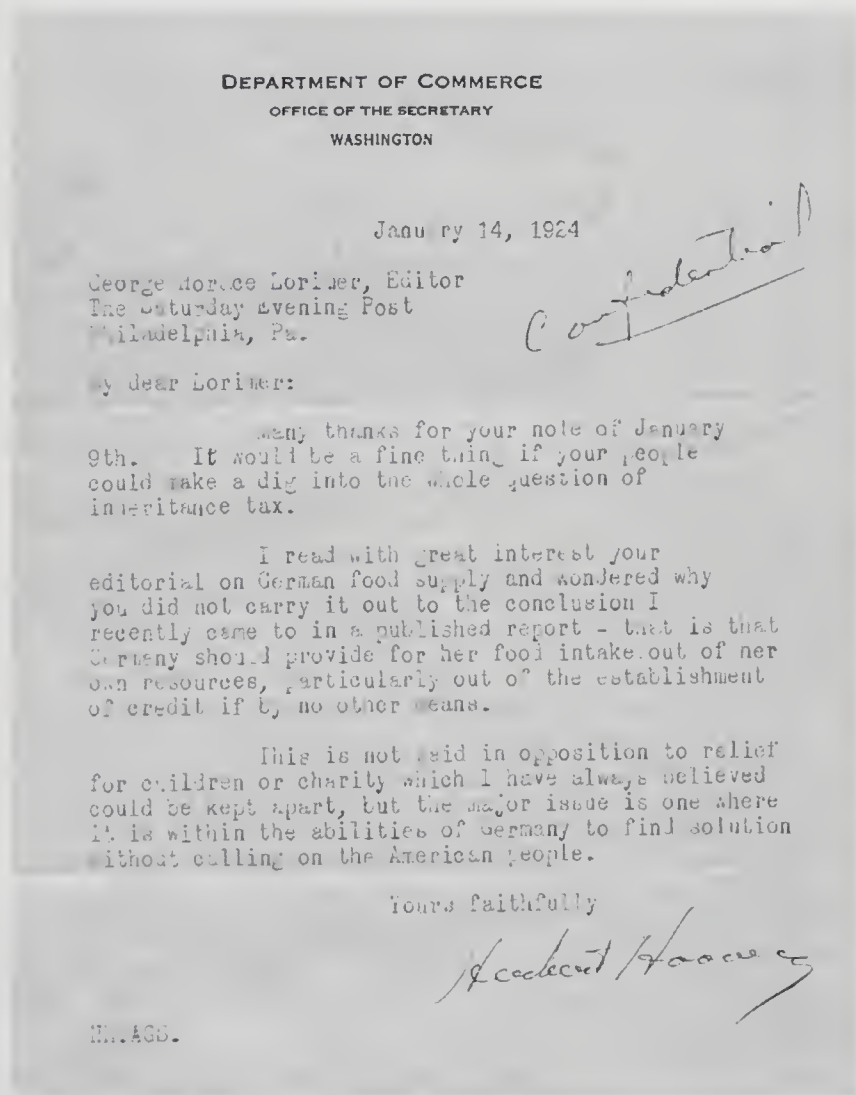 DEPARTMENT OF COMMERCE
OFFICE OF THE SECRETARY
WASHINGTON
January 14, 1924
Confidential
George Horace Lorimer, Editor
The Saturday Evening Post
Philadelphia, Pa.
My dear Lorimer:
Many thanks for your note of January
9th. It would be a fine thing if your people
could make a dig into the whole question of
inheritance tax.
I read with great interest your
editorial on German food supply and wondered why
you did not carry it out to the conclusion I
recently came to in a published report - that is that
Germany should provide for her food intake out of her
own resources, particularly out of the establishment
of credit if by no other means.
This is not said in opposition to relief
for children or charity which I have always believed
could be kept apart, but the major issue is one where
it is within the abilities of Germany to find solution
without calling on the American people.
Yours faithfully
Herbert Hoover